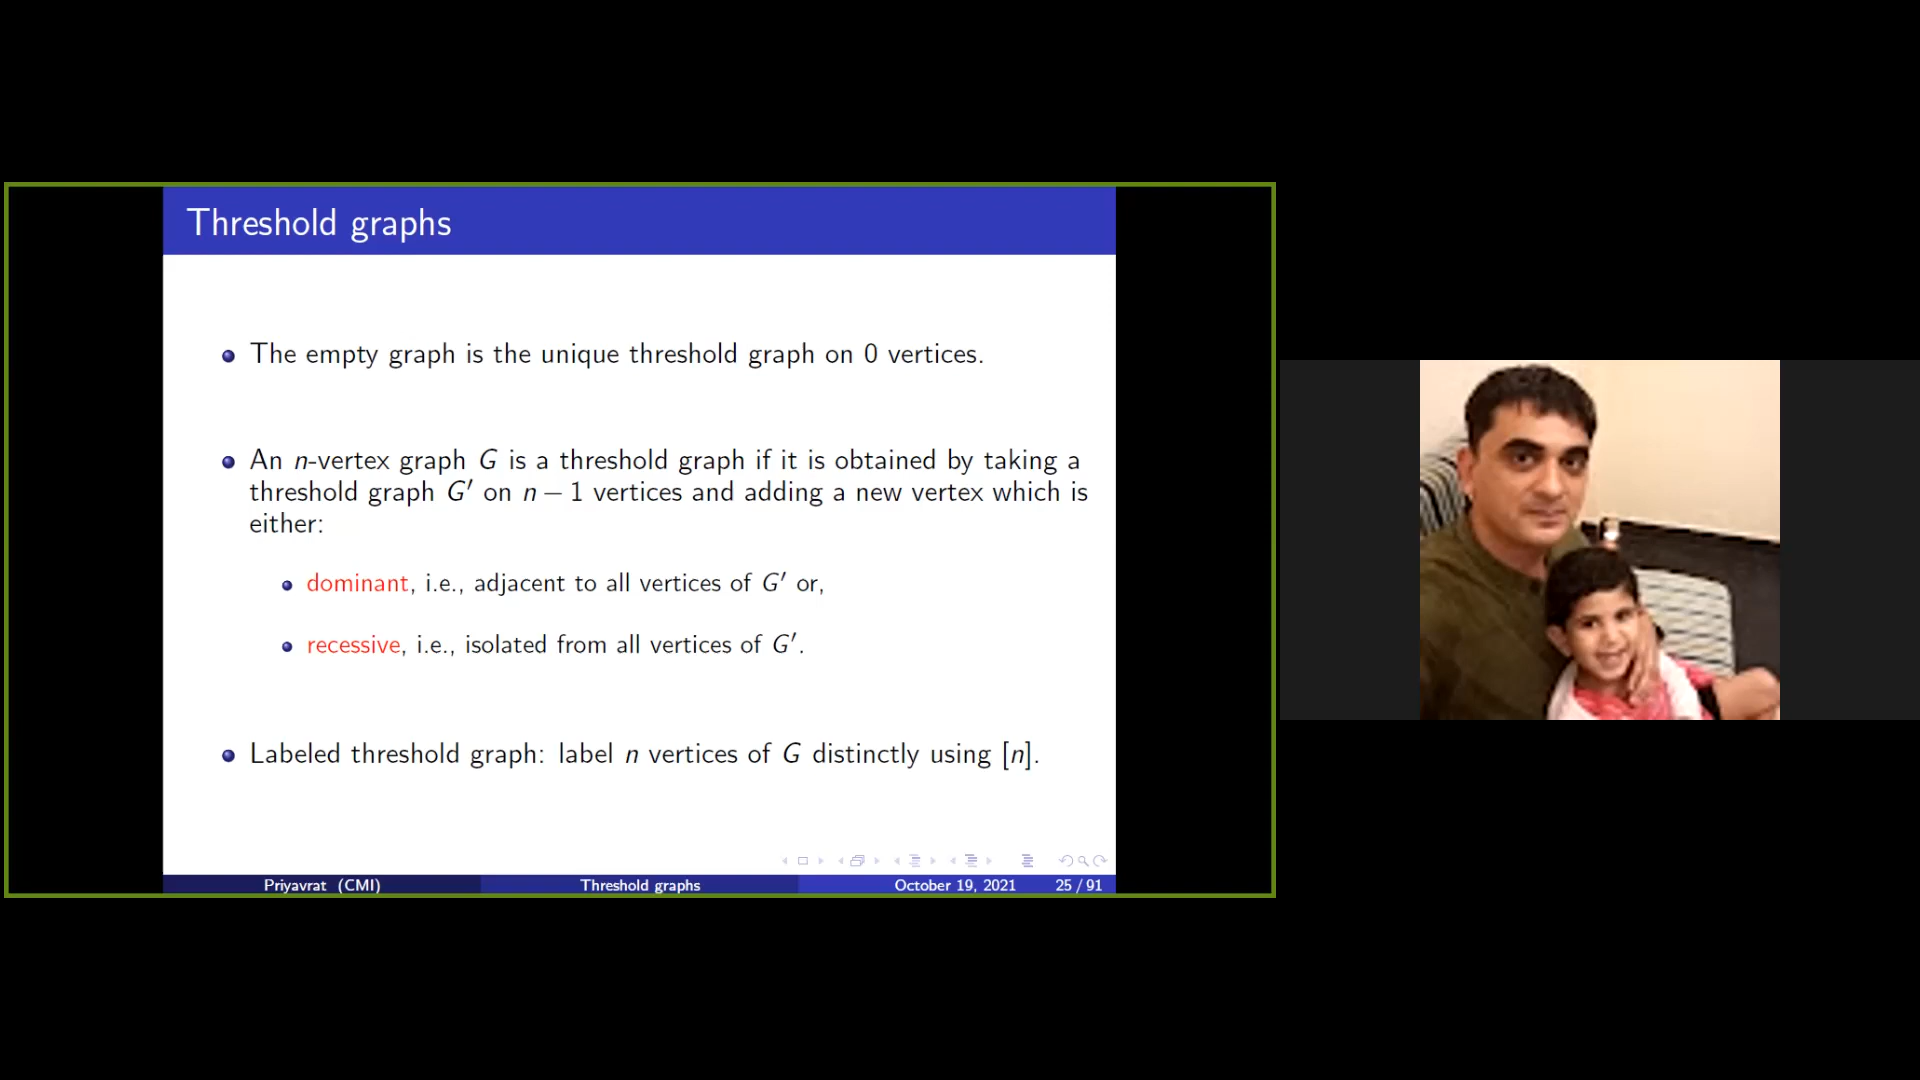 Threshold graphs
The empty graph is the unique threshold graph on 0 vertices.
An n-vertex graph G is a threshold graph if it is obtained by taking a
threshold graph G′ on n − 1 vertices and adding a new vertex which is
either:
dominant, i.e., adjacent to all vertices of G′ or,
recessive, i.e., isolated from all vertices of G′.
Labeled threshold graph: label n vertices of G distinctly using [n].
Priyavrat (CMI) Threshold graphs October 19, 2021 25 / 91